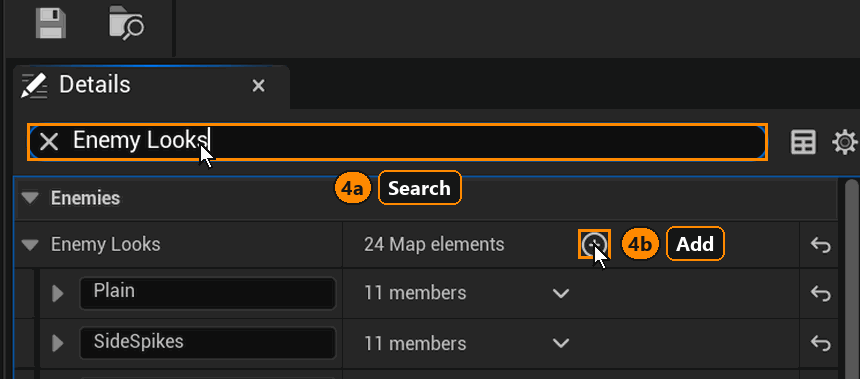 Details
Enemy Looks
4a Search
Enemies
Enemy Looks 24 Map elements 4b Add
Plain 11 members
SideSpikes 11 members